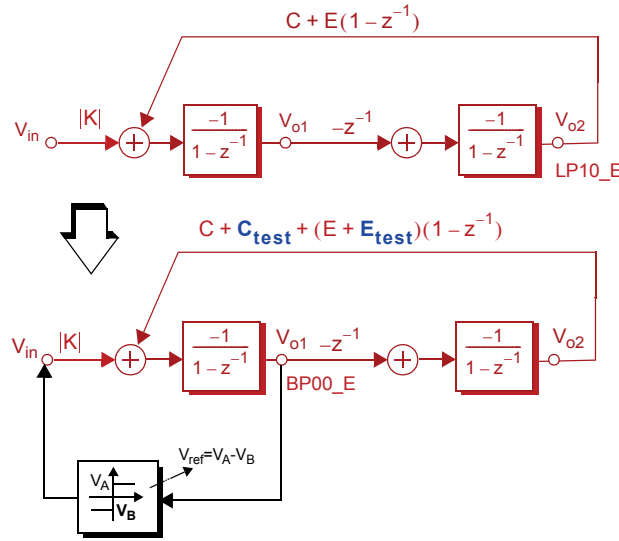 C + E(1 − z⁻¹)
V_in |K| + −1 / 1 − z⁻¹ V_o1 −z⁻¹ + −1 / 1 − z⁻¹ V_o2
LP10_E
C + C_test + (E + E_test)(1 − z⁻¹)
V_in |K| + −1 / 1 − z⁻¹ V_o1 −z⁻¹ + −1 / 1 − z⁻¹ V_o2
BP00_E
V_ref=V_A-V_B
V_A
V_B